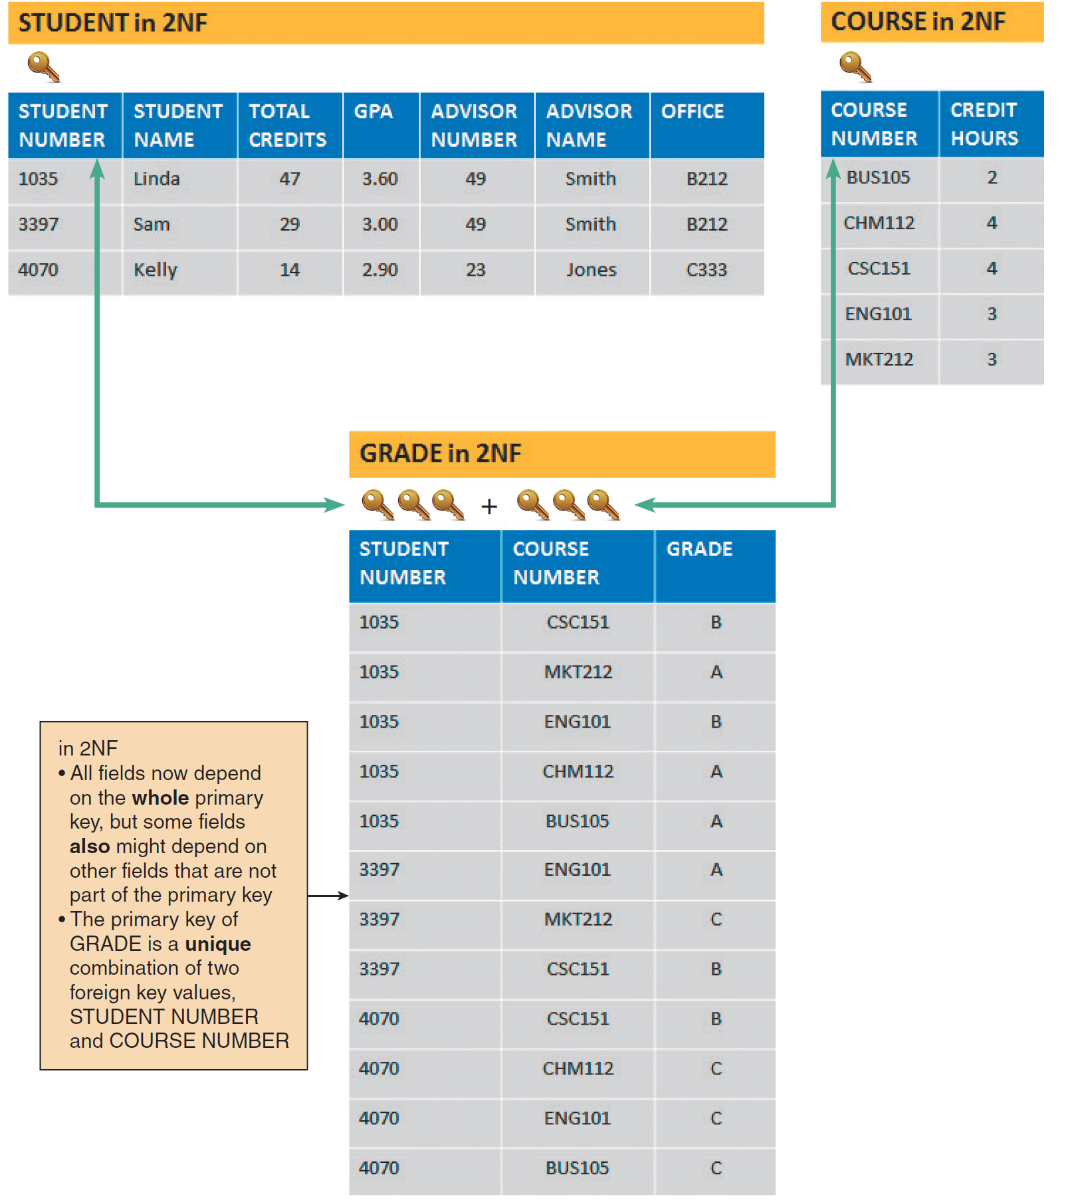 STUDENT in 2NF
STUDENT NUMBER STUDENT NAME TOTAL CREDITS GPA ADVISOR NUMBER ADVISOR NAME OFFICE
1035 Linda 47 3.60 49 Smith B212
3397 Sam 29 3.00 49 Smith B212
4070 Kelly 14 2.90 23 Jones C333
COURSE in 2NF
COURSE NUMBER CREDIT HOURS
BUS105 2
CHM112 4
CSC151 4
ENG101 3
MKT212 3
GRADE in 2NF
+
STUDENT NUMBER COURSE NUMBER GRADE
1035 CSC151 B
1035 MKT212 A
1035 ENG101 B
1035 CHM112 A
1035 BUS105 A
3397 ENG101 A
3397 MKT212 C
3397 CSC151 B
4070 CSC151 B
4070 CHM112 C
4070 ENG101 C
4070 BUS105 C
in 2NF
• All fields now depend
on the whole primary
key, but some fields
also might depend on
other fields that are not
part of the primary key
• The primary key of
GRADE is a unique
combination of two
foreign key values,
STUDENT NUMBER
and COURSE NUMBER